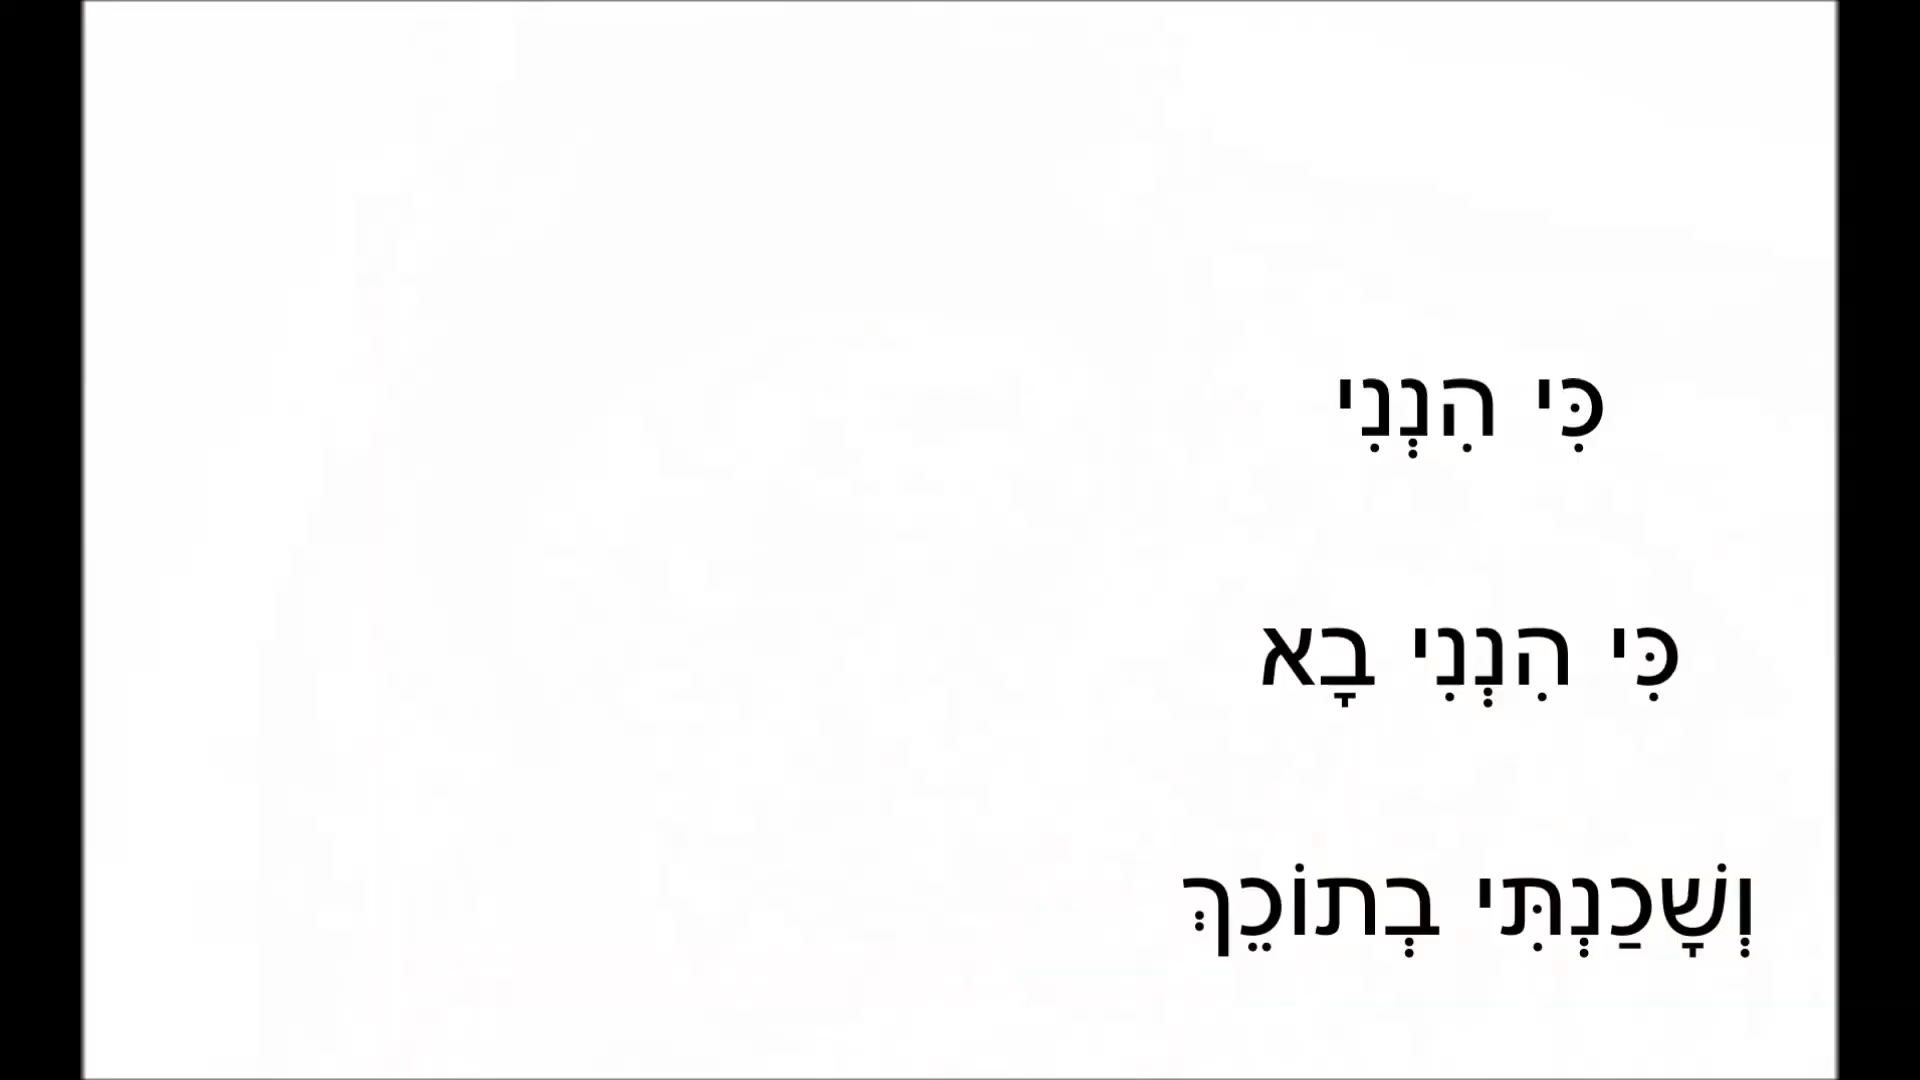 כִּי הִנְנִי
כִּי הִנְנִי בָא
וְשָׁכַנְתִּי בְתוֹכֵךְ